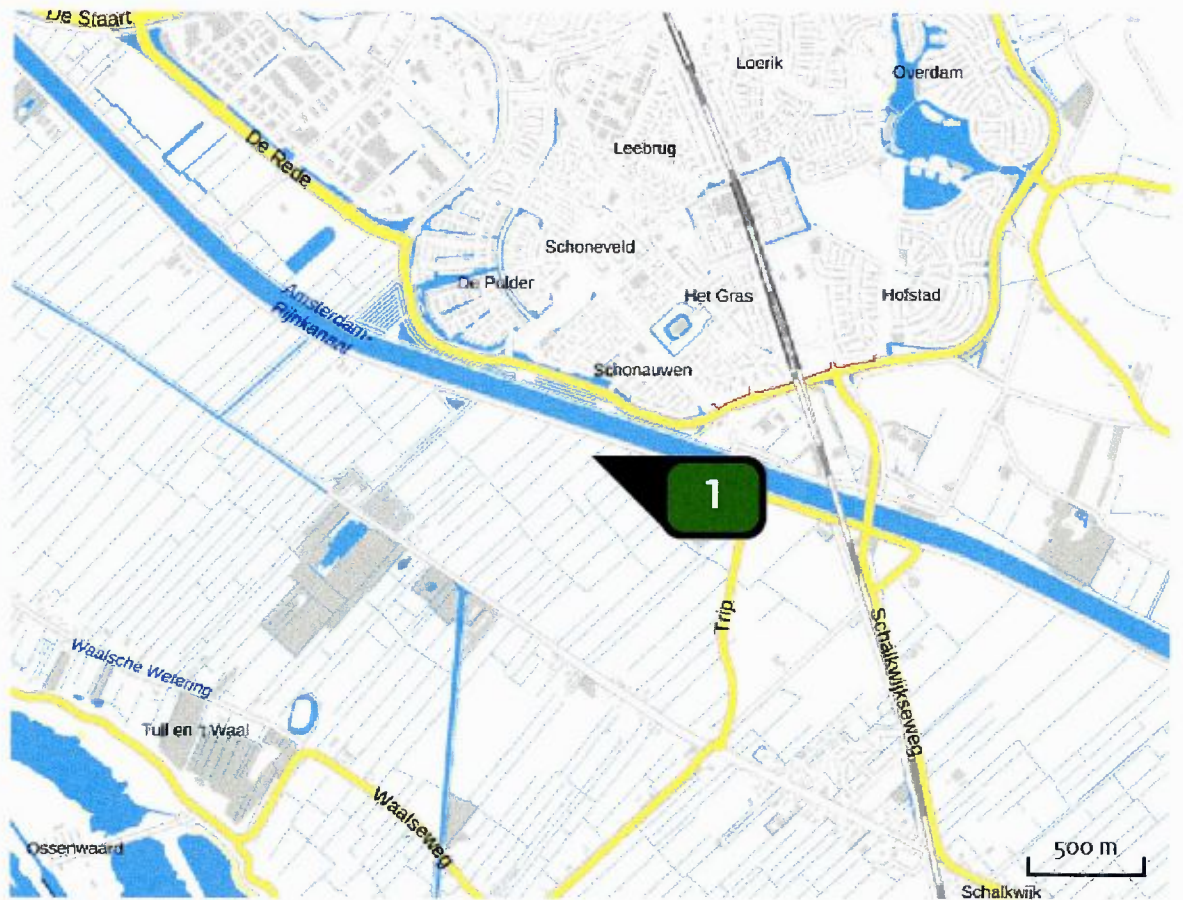 De Staart
Loerik
Overdam
De Rede
Leebrug
Schoneveld
De Polder
Het Gras
Hofstad
Amsterdam-
Rijnkanaal
Schonauwen
1
Trip
Schalkwijkseweg
Waalsche Wetering
Tull en 't Waal
Waalseweg
Ossenwaard
500 m
Schalkwijk